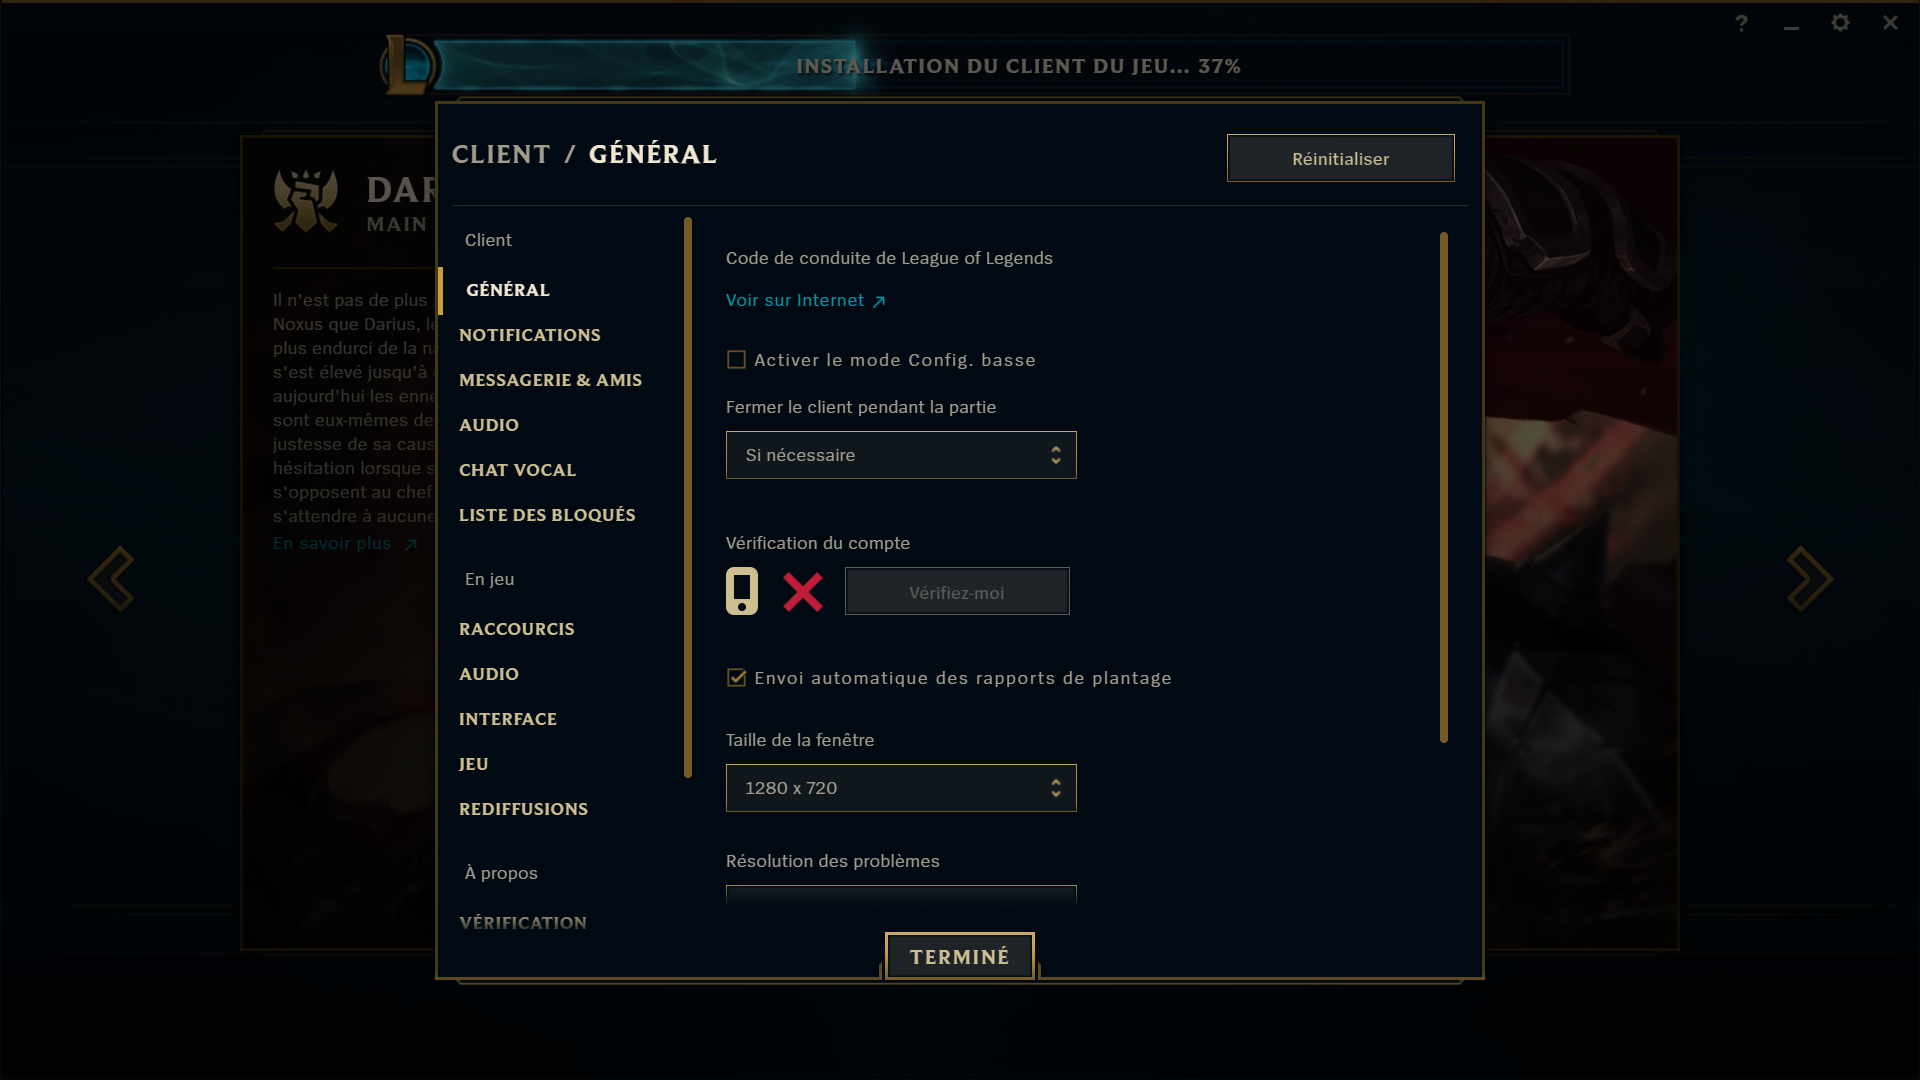 INSTALLATION DU CLIENT DU JEU... 37%
?
CLIENT / GÉNÉRAL
Réinitialiser
DAR
MAIN
Il n'est pas de plus
Noxus que Darius, le
plus endurci de la
s'est élevé jusqu'à
aujourd'hui les enne
sont eux-mêmes de
justesse de sa caus
hésitation lorsque s
s'opposent au chef
s'attendre à aucune
En savoir plus
Client
GÉNÉRAL
NOTIFICATIONS
MESSAGERIE & AMIS
AUDIO
CHAT VOCAL
LISTE DES BLOQUÉS
En jeu
RACCOURCIS
AUDIO
INTERFACE
JEU
REDIFFUSIONS
À propos
VÉRIFICATION
Code de conduite de League of Legends
Voir sur Internet
Activer le mode Config. basse
Fermer le client pendant la partie
Si nécessaire
Vérification du compte
Vérifiez-moi
Envoi automatique des rapports de plantage
Taille de la fenêtre
1280 x 720
Résolution des problèmes
TERMINÉ